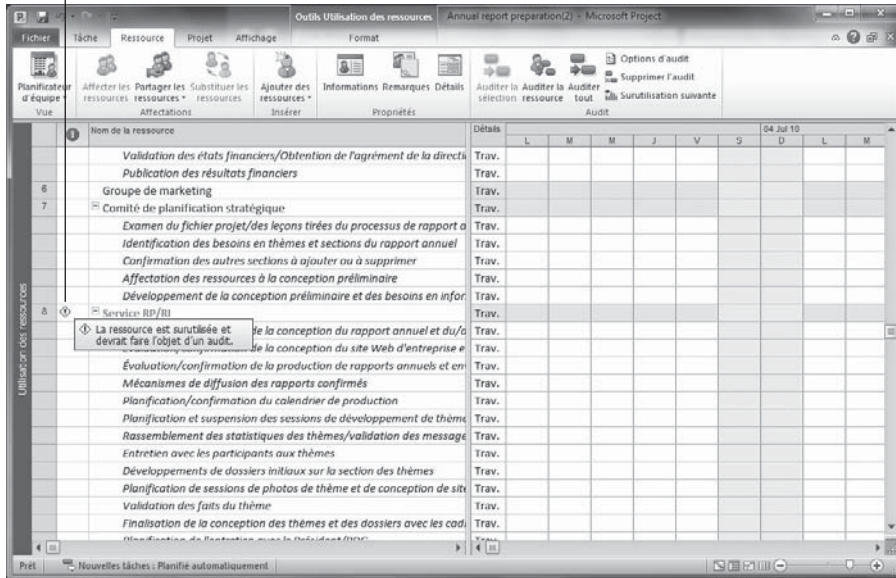 Outils Utilisation des ressources Annual report preparation(2) - Microsoft Project
Fichier Tâche Ressource Projet Affichage Format
Planificateur d'équipe
Affecter les ressources
Partager les ressources
Substituer les ressources
Ajouter des ressources
Informations Remarques Détails
Auditer la sélection
Auditer la ressource
Auditer tout
Options d'audit
Supprimer l'audit
Surutilisation suivante
Vue Affectations Insérer Propriétés Audit
Nom de la ressource Détails 04 Jul 10
L M M J V S D L M
Validation des états financiers/Obtention de l'agrément de la directi Trav.
Publication des résultats financiers Trav.
6 Groupe de marketing Trav.
7 Comité de planification stratégique Trav.
Examen du fichier projet/des leçons tirées du processus de rapport a Trav.
Identification des besoins en thèmes et sections du rapport annuel Trav.
Confirmation des autres sections à ajouter ou à supprimer Trav.
Affectation des ressources à la conception préliminaire Trav.
Développement de la conception préliminaire et des besoins en infor Trav.
8 Service RP/RI Trav.
La ressource est surutilisée et
devrait faire l'objet d'un audit.
de la conception du rapport annuel et du/d Trav.
de la conception du site Web d'entreprise e Trav.
Évaluation/confirmation de la production de rapports annuels et en Trav.
Mécanismes de diffusion des rapports confirmés Trav.
Planification/confirmation du calendrier de production Trav.
Planification et suspension des sessions de développement de thème Trav.
Rassemblement des statistiques des thèmes/validation des message Trav.
Entretien avec les participants aux thèmes Trav.
Développements de dossiers initiaux sur la section des thèmes Trav.
Planification de sessions de photos de thème et de conception de site Trav.
Validation des faits du thème Trav.
Finalisation de la conception des thèmes et des dossiers avec les cad Trav.
Utilisation des ressources
Prêt Nouvelles tâches : Planifié automatiquement